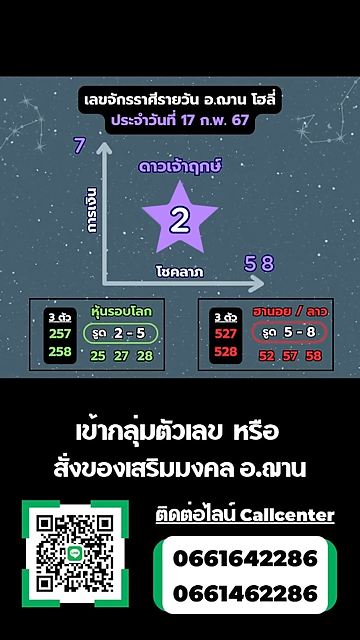 เลขจักรราศีรายวัน อ.ฌาน โฮลี่
ประจำวันที่ 17 ก.พ. 67
7
ดาวเจ้าฤกษ์
การเงิน
2
โชคลาภ
5 8
3 ตัว
257
258
หุ้นรอบโลก
รูด 2 - 5
25 27 28
3 ตัว
527
528
ฮานอย / ลาว
รูด 5 - 8
52 57 58
เข้ากลุ่มตัวเลข หรือ
สั่งของเสริมมงคล อ.ฌาน
ติดต่อไลน์ Callcenter
0661642286
0661462286